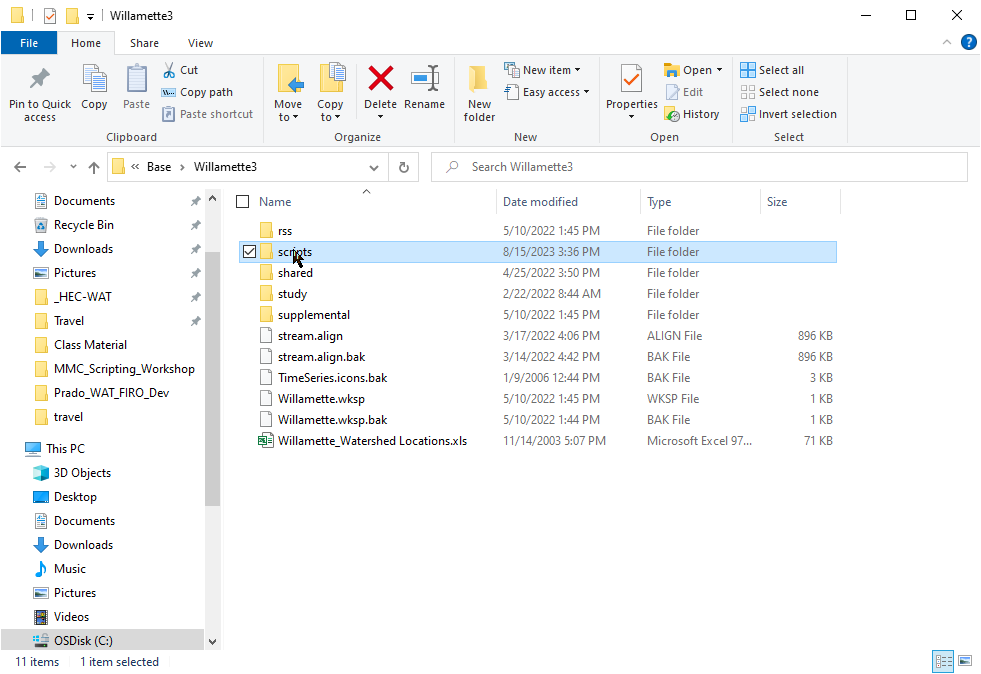 Willamette3
File Home Share View
Pin to Quick access
Copy
Paste
Cut
Copy path
Paste shortcut
Clipboard
Move to
Copy to
Delete
Rename
Organize
New folder
New item
Easy access
New
Properties
Open
Edit
History
Open
Select all
Select none
Invert selection
Select
« Base › Willamette3
Search Willamette3
Documents
Recycle Bin
Downloads
Pictures
_HEC-WAT
Travel
Class Material
MMC_Scripting_Workshop
Prado_WAT_FIRO_Dev
travel
This PC
3D Objects
Desktop
Documents
Downloads
Music
Pictures
Videos
OSDisk (C:)
Name Date modified Type Size
rss 5/10/2022 1:45 PM File folder
scripts 8/15/2023 3:36 PM File folder
shared 4/25/2022 3:50 PM File folder
study 2/22/2022 8:44 AM File folder
supplemental 5/10/2022 1:45 PM File folder
stream.align 3/17/2022 4:06 PM ALIGN File 896 KB
stream.align.bak 3/14/2022 4:42 PM BAK File 896 KB
TimeSeries.icons.bak 1/9/2006 12:44 PM BAK File 3 KB
Willamette.wksp 5/10/2022 1:45 PM WKSP File 1 KB
Willamette.wksp.bak 5/10/2022 1:44 PM BAK File 1 KB
Willamette_Watershed Locations.xls 11/14/2003 5:07 PM Microsoft Excel 97... 71 KB
11 items 1 item selected